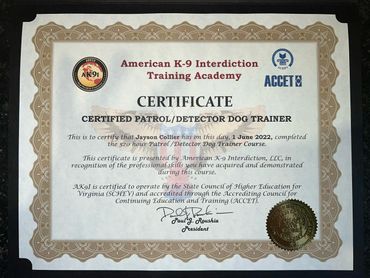 American K-9 Interdiction
Training Academy
AK9I
ACCET
CERTIFICATE
CERTIFIED PATROL/DETECTOR DOG TRAINER
This is to certify that Jayson Collier has on this day, 1 June 2022, completed
the 520 hour Patrol/Detector Dog Trainer Course.
This certificate is presented by American K-9 Interdiction, LLC, in
recognition of the professional skills you have acquired and demonstrated
during this course.
AK9I is certified to operate by the State Council of Higher Education for
Virginia (SCHEV) and accredited through the Accrediting Council for
Continuing Education and Training (ACCET).
Paul J. Roushia
President